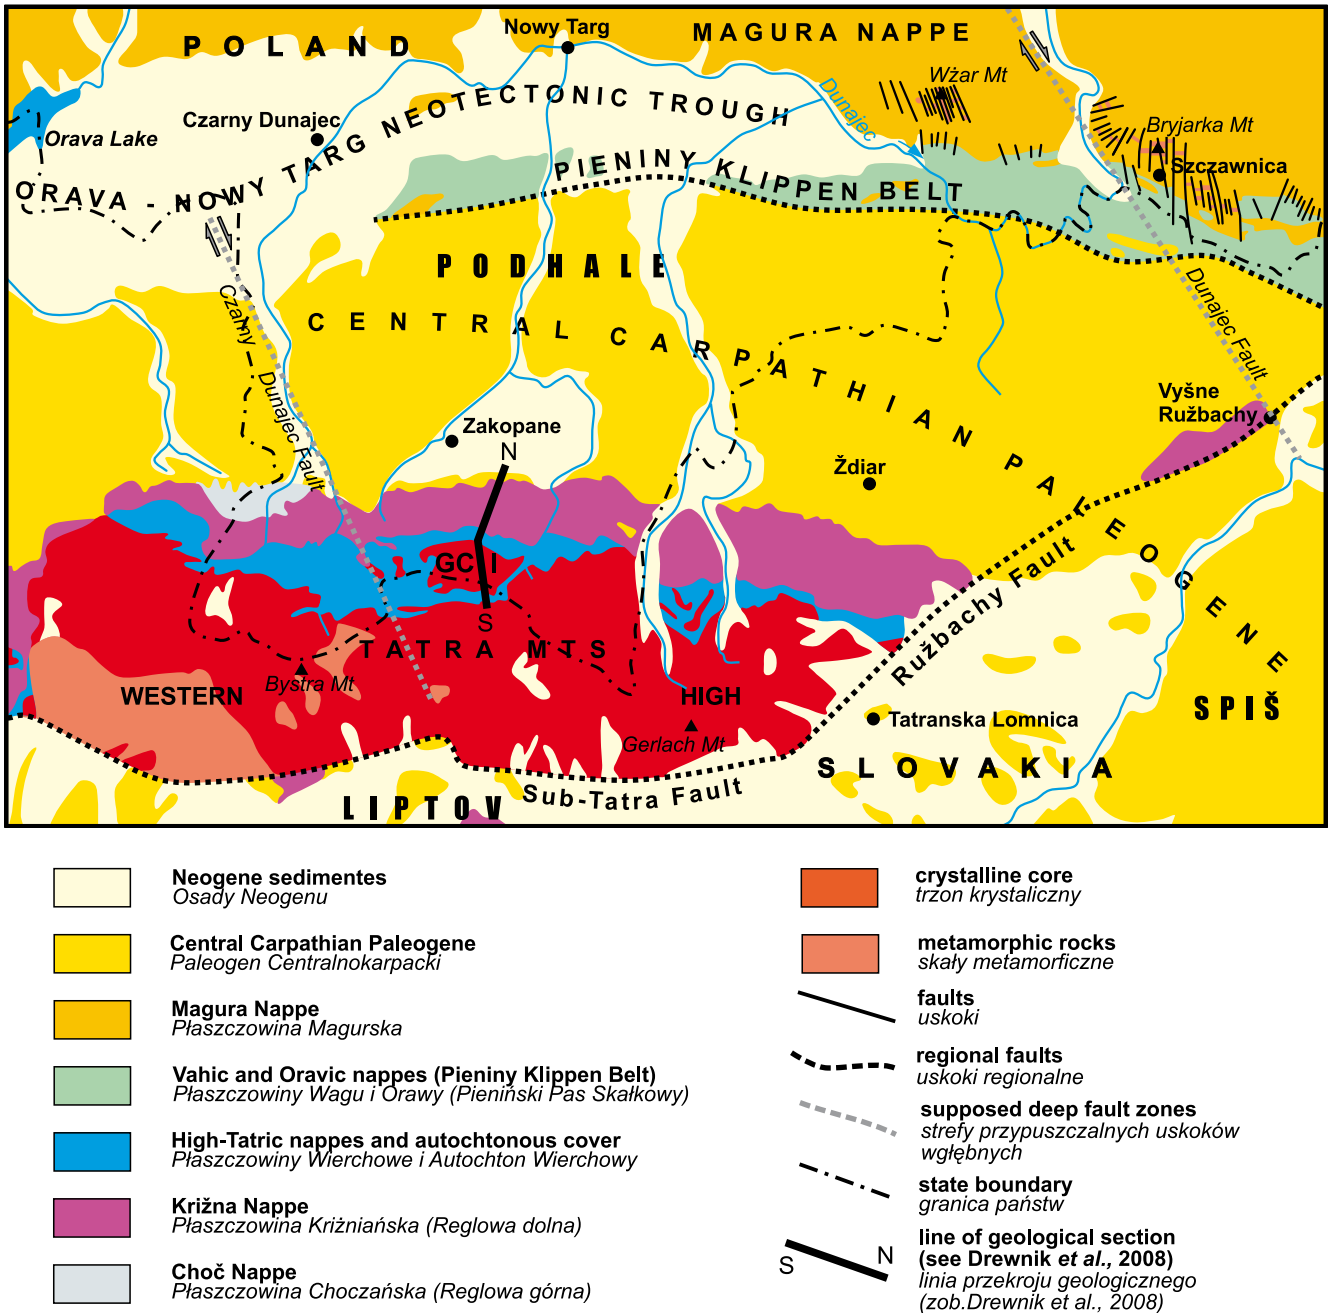 POLAND
Nowy Targ
MAGURA NAPPE
Wżar Mt
Dunajec
Orava Lake
Czarny Dunajec
ORAVA - NOWY TARG NEOTECTONIC TROUGH
Bryjarka Mt
Szczawnica
PIENINY KLIPPEN BELT
PODHALE
CENTRAL CARPATHIAN PALEOGENE
Czarny Dunajec Fault
Dunajec Fault
Vyšne
Ružbachy
Zakopane
N
Ždiar
GC I
S
TATRA MTS
Ružbachy Fault
WESTERN
Bystra Mt
HIGH
Gerlach Mt
Tatranska Lomnica
SPIŠ
SLOVAKIA
LIPTOV
Sub-Tatra Fault
Neogene sedimentes
Osady Neogenu
Central Carpathian Paleogene
Paleogen Centralnokarpacki
Magura Nappe
Płaszczowina Magurska
Vahic and Oravic nappes (Pieniny Klippen Belt)
Płaszczowiny Wagu i Orawy (Pieniński Pas Skałkowy)
High-Tatric nappes and autochtonous cover
Płaszczowiny Wierchowe i Autochton Wierchowy
Križna Nappe
Płaszczowina Kriżniańska (Reglowa dolna)
Choč Nappe
Płaszczowina Choczańska (Reglowa górna)
crystalline core
trzon krystaliczny
metamorphic rocks
skały metamorficzne
faults
uskoki
regional faults
uskoki regionalne
supposed deep fault zones
strefy przypuszczalnych uskoków
wgłębnych
state boundary
granica państw
S N
line of geological section
(see Drewnik et al., 2008)
linia przekroju geologicznego
(zob.Drewnik et al., 2008)